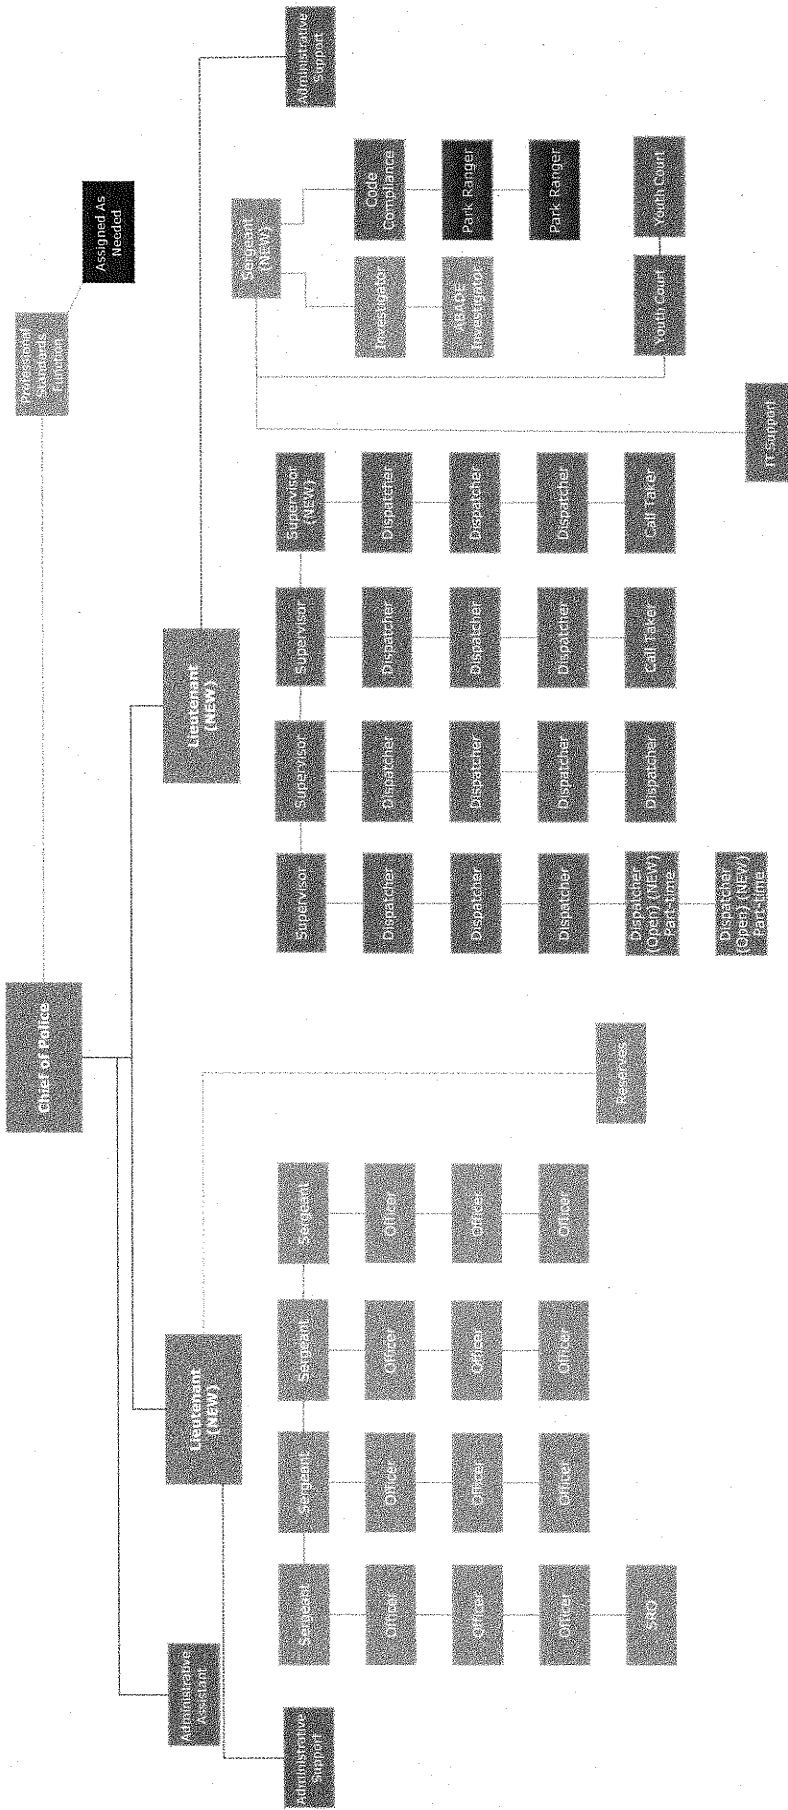 Chief of Police
Professional
Standards
Function
Assigned As
Needed
Administrative
Assistant
Lieutenant
(NEW)
Lieutenant
(NEW)
Administrative
Support
Administrative
Support
Sergeant
Sergeant
Sergeant
Sergeant
Officer
Officer
Officer
Officer
Officer
Officer
Officer
Officer
Officer
Officer
Officer
Officer
SRO
Reserves
Supervisor
Supervisor
Supervisor
Supervisor
(NEW)
Dispatcher
Dispatcher
Dispatcher
Dispatcher
Dispatcher
Dispatcher
Dispatcher
Dispatcher
Dispatcher
Dispatcher
Dispatcher
Dispatcher
Dispatcher
(Open) (NEW)
Part-time
Dispatcher
Call Taker
Call Taker
Dispatcher
(Open) (NEW)
Part-time
Sergeant
(NEW)
Investigator
Code
Compliance
Investigator
Park Ranger
Park Ranger
Youth Court
Youth Court
IT Support